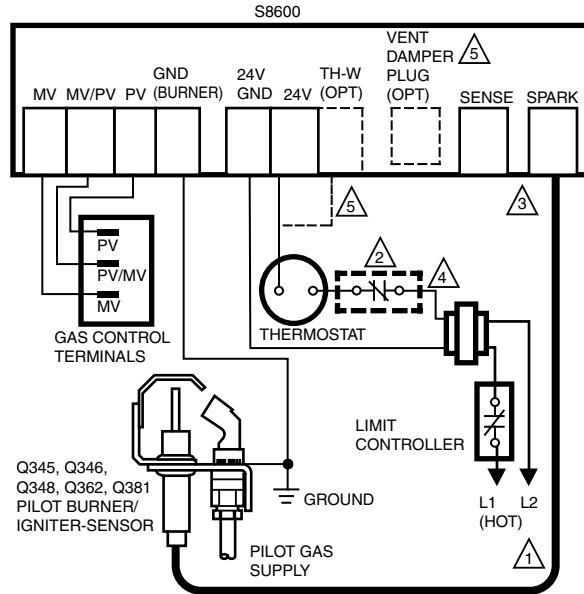 S8600
MV
MV/PV
PV
GND
(BURNER)
24V
GND
24V
TH-W
(OPT)
VENT
DAMPER
PLUG
(OPT)
5
SENSE
SPARK
3
5
2
4
PV
PV/MV
MV
GAS CONTROL
TERMINALS
THERMOSTAT
LIMIT
CONTROLLER
Q345, Q346,
Q348, Q362, Q381
PILOT BURNER/
IGNITER-SENSOR
GROUND
L1
(HOT)
L2
PILOT GAS
SUPPLY
1